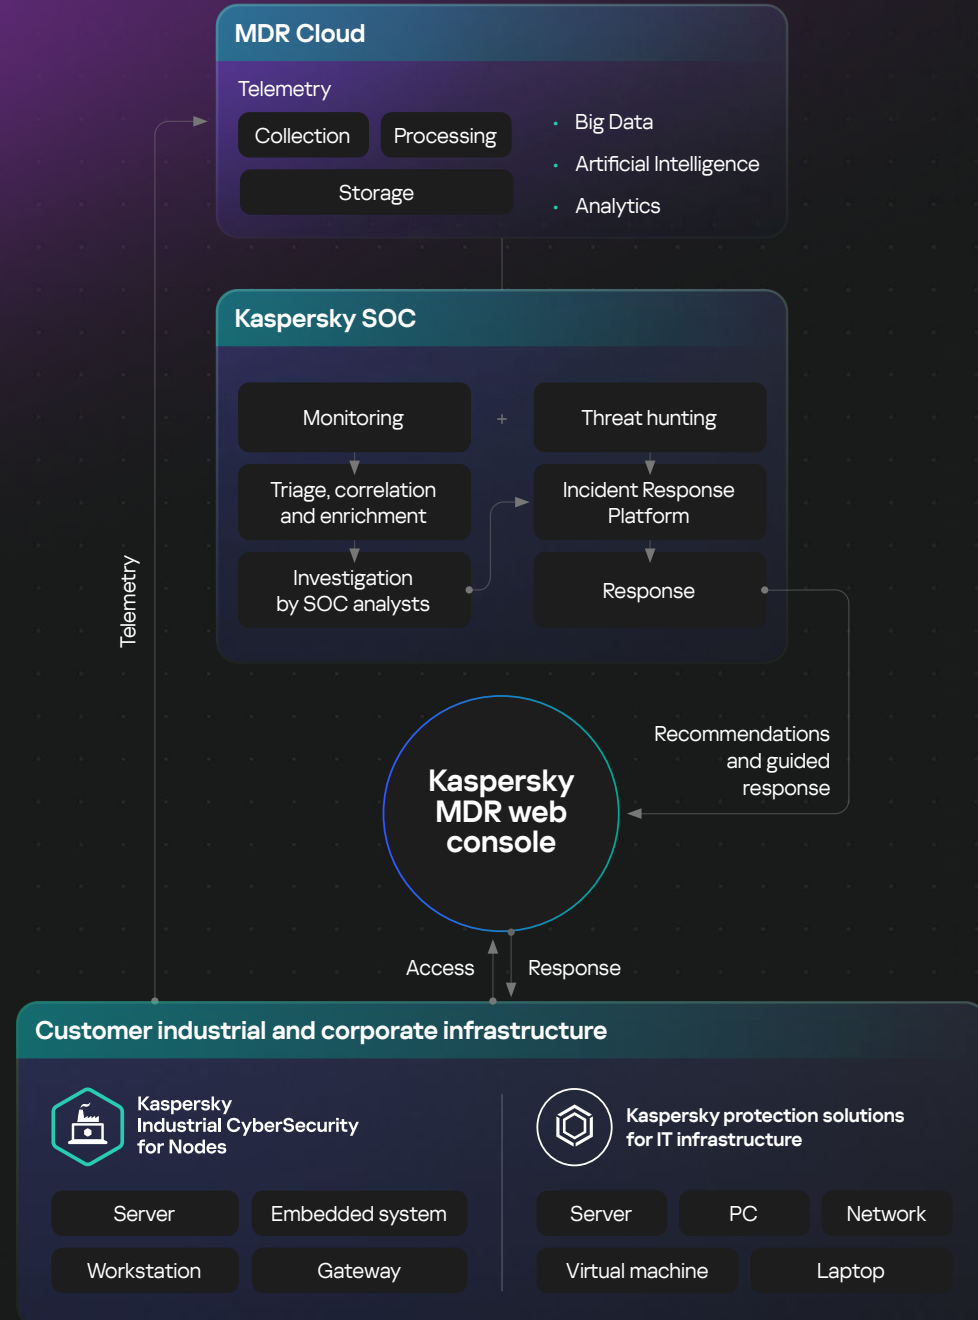 MDR Cloud
Telemetry
Collection
Processing
Storage
• Big Data
• Artificial Intelligence
• Analytics
Kaspersky SOC
Monitoring
+
Threat hunting
Triage, correlation
and enrichment
Incident Response
Platform
Investigation
by SOC analysts
Response
Telemetry
Recommendations
and guided
response
Kaspersky
MDR web
console
Access
Response
Customer industrial and corporate infrastructure
Kaspersky
Industrial CyberSecurity
for Nodes
Server
Embedded system
Workstation
Gateway
Kaspersky protection solutions
for IT infrastructure
Server
PC
Network
Virtual machine
Laptop